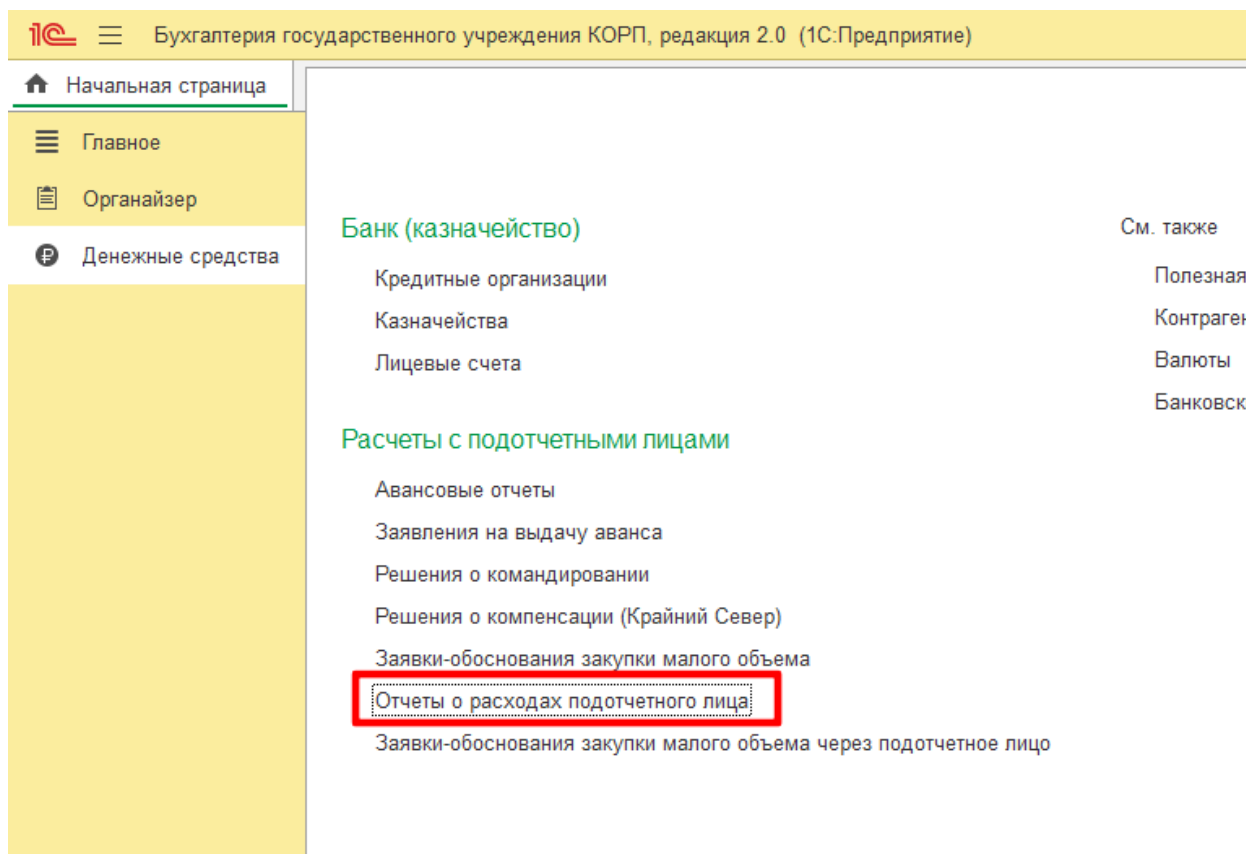 1С Бухгалтерия государственного учреждения КОРП, редакция 2.0 (1С:Предприятие)
Начальная страница
Главное
Органайзер
Денежные средства
Банк (казначейство)
Кредитные организации
Казначейства
Лицевые счета
Расчеты с подотчетными лицами
Авансовые отчеты
Заявления на выдачу аванса
Решения о командировании
Решения о компенсации (Крайний Север)
Заявки-обоснования закупки малого объема
Отчеты о расходах подотчетного лица
Заявки-обоснования закупки малого объема через подотчетное лицо
См. также
Полезная
Контраген
Валюты
Банковск